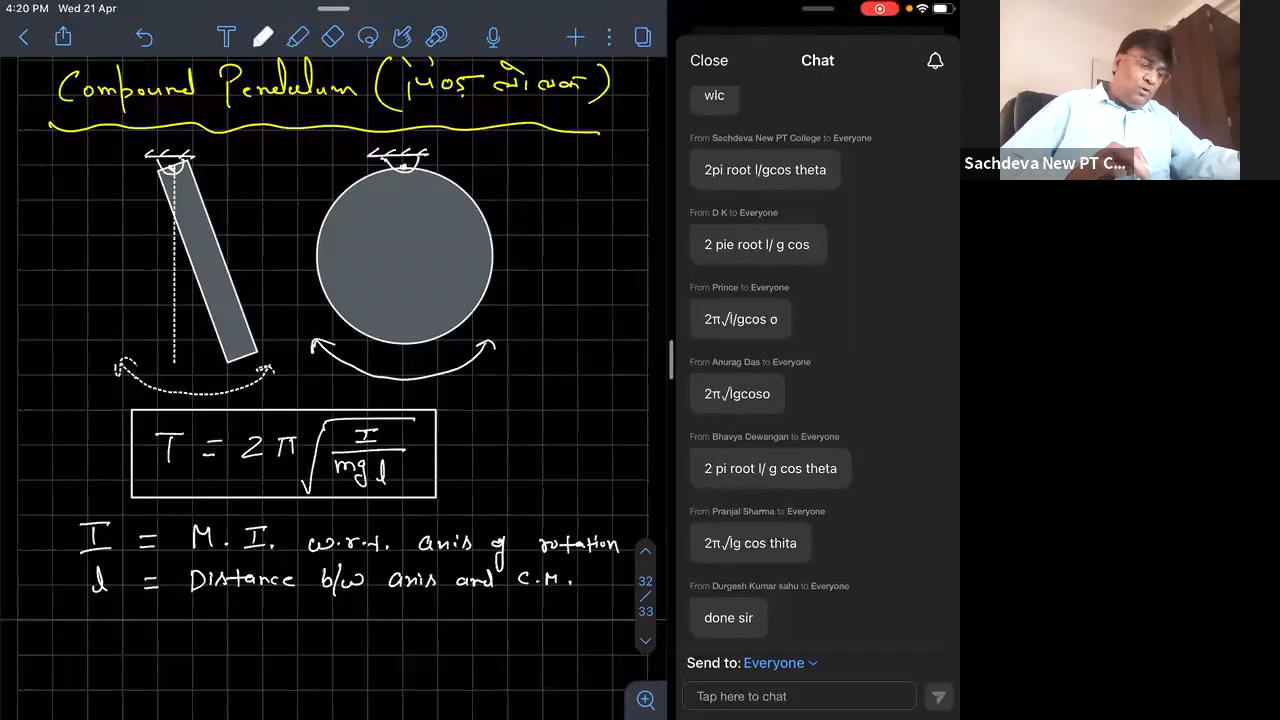 4:20 PM Wed 21 Apr
Compound Pendulum (पिण्ड लोलक)
T = 2π √(I / mg l)
I = M. I. w.r.t. axis of rotation
l = Distance b/w axis and C.M.
32
/
33
Close
Chat
wlc
From Sachdeva New PT College to Everyone
2pi root l/gcos theta
From D K to Everyone
2 pie root l/ g cos
From Prince to Everyone
2π√l/gcos o
From Anurag Das to Everyone
2π√lgcoso
From Bhavya Dewangan to Everyone
2 pi root l/ g cos theta
From Pranjal Sharma to Everyone
2π√lg cos thita
From Durgesh Kumar sahu to Everyone
done sir
Send to: Everyone
Tap here to chat
Sachdeva New PT C...